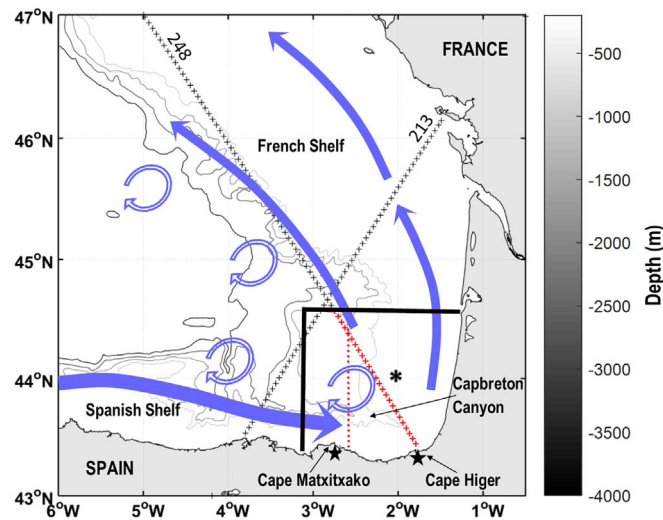 47°N
46°N
45°N
44°N
43°N
6°W
5°W
4°W
3°W
2°W
1°W
FRANCE
248
213
French Shelf
Spanish Shelf
Capbreton
Canyon
SPAIN
Cape Matxitxako
Cape Higer
*
-500
-1000
-1500
-2000
-2500
-3000
-3500
-4000
Depth (m)